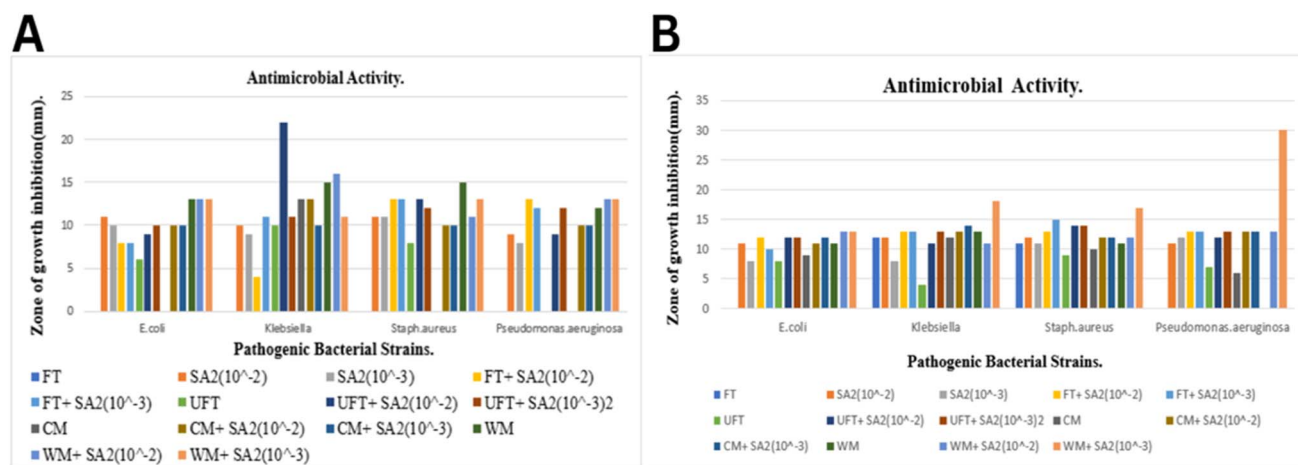 A
Antimicrobial Activity.
Zone of growth inhibition(mm).
25
20
15
10
5
0
E.coli Klebsiella Staph.aureus Pseudomonas.aeruginosa
Pathogenic Bacterial Strains.
FT SA2(10^-2) SA2(10^-3) FT+ SA2(10^-2)
FT+ SA2(10^-3) UFT UFT+ SA2(10^-2) UFT+ SA2(10^-3)2
CM CM+ SA2(10^-2) CM+ SA2(10^-3) WM
WM+ SA2(10^-2) WM+ SA2(10^-3)
B
Antimicrobial Activity.
Zone of growth inhibition(mm).
35
30
25
20
15
10
5
0
E.coli Klebsiella Staph.aureus Pseudomonas.aeruginosa
Pathogenic Bacterial Strains.
FT SA2(10^-2) SA2(10^-3) FT+ SA2(10^-2) FT+ SA2(10^-3)
UFT UFT+ SA2(10^-2) UFT+ SA2(10^-3)2 CM CM+ SA2(10^-2)
CM+ SA2(10^-3) WM WM+ SA2(10^-2) WM+ SA2(10^-3)